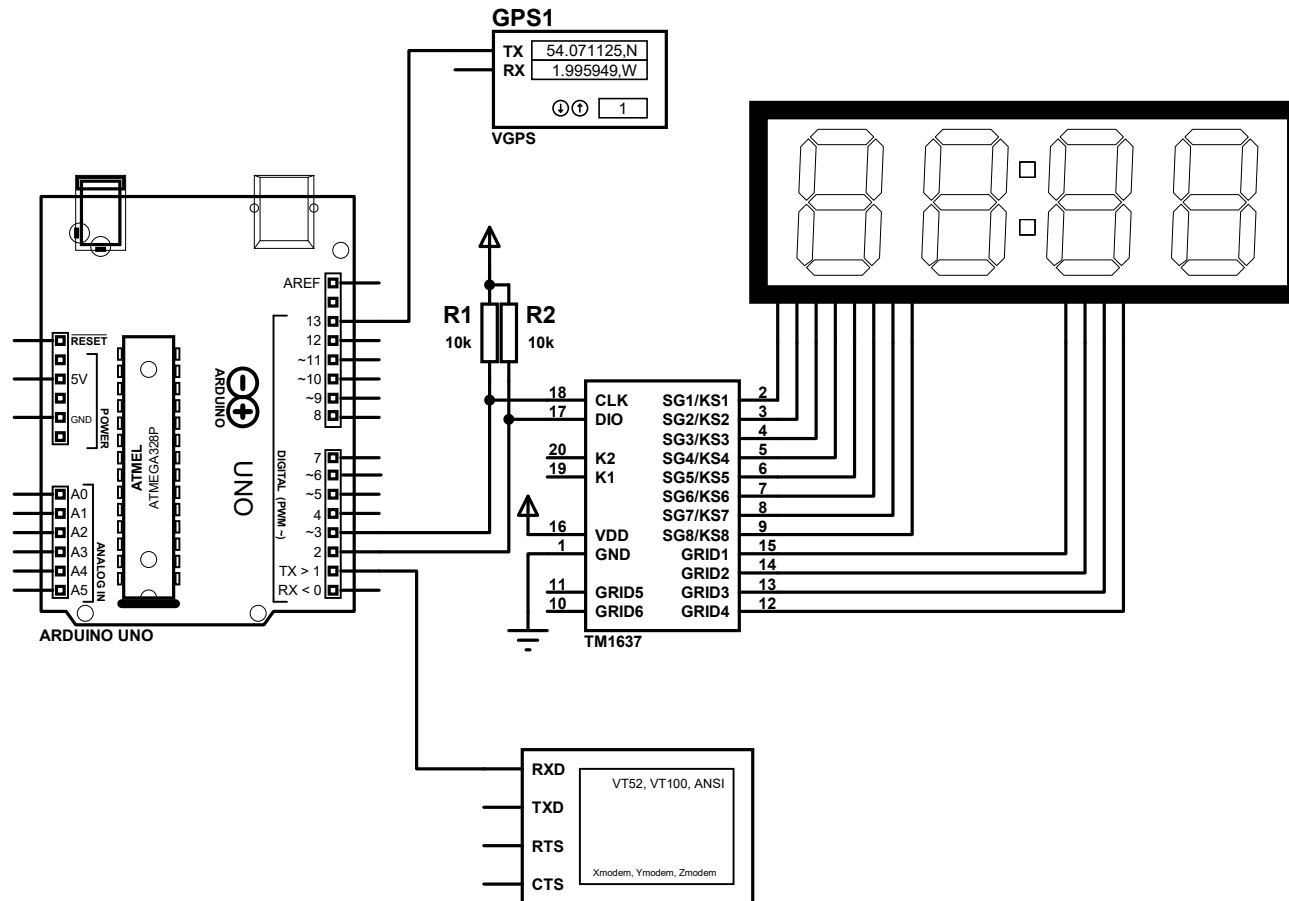 GPS1
TX 54.071125,N
RX 1.995949,W
1
VGPS
AREF
13
12
~11
~10
~9
8
7
~6
~5
4
~3
2
TX > 1
RX < 0
DIGITAL (PWM ~)
RESET
5V
GND
POWER
A0
A1
A2
A3
A4
A5
ANALOG IN
ATMEL
ATMEGA328P
ARDUINO
UNO
ARDUINO UNO
R1
10k
R2
10k
18 CLK SG1/KS1 2
17 DIO SG2/KS2 3
SG3/KS3 4
20 K2 SG4/KS4 5
19 K1 SG5/KS5 6
SG6/KS6 7
SG7/KS7 8
16 VDD SG8/KS8 9
1 GND GRID1 15
GRID2 14
11 GRID5 GRID3 13
10 GRID6 GRID4 12
TM1637
RXD
TXD
RTS
CTS
VT52, VT100, ANSI
Xmodem, Ymodem, Zmodem